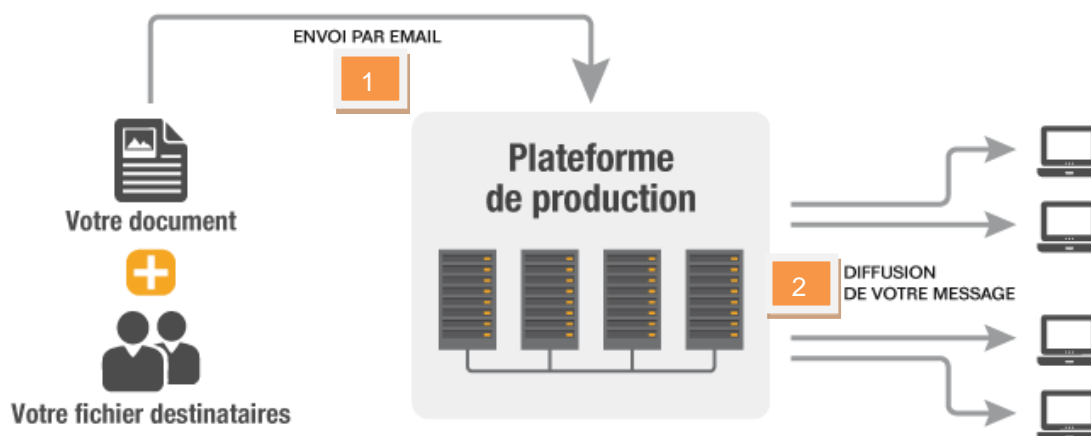 ENVOI PAR EMAIL
1
Votre document
Votre fichier destinataires
Plateforme
de production
2
DIFFUSION
DE VOTRE MESSAGE